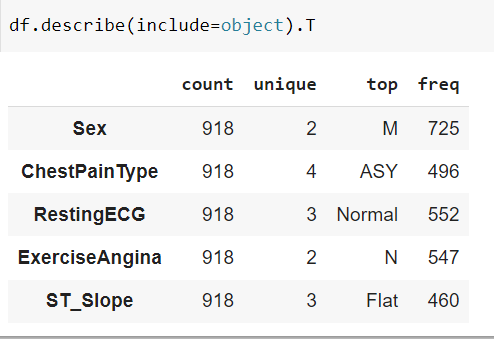 df.describe(include=object).T
count unique top freq
Sex 918 2 M 725
ChestPainType 918 4 ASY 496
RestingECG 918 3 Normal 552
ExerciseAngina 918 2 N 547
ST_Slope 918 3 Flat 460